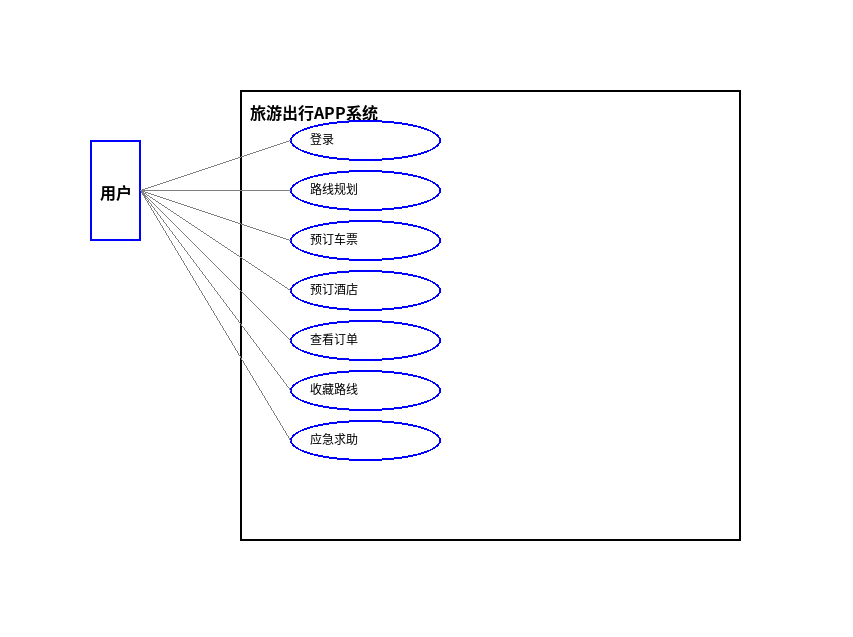 旅游出行APP系统
用户
登录
路线规划
预订车票
预订酒店
查看订单
收藏路线
应急求助